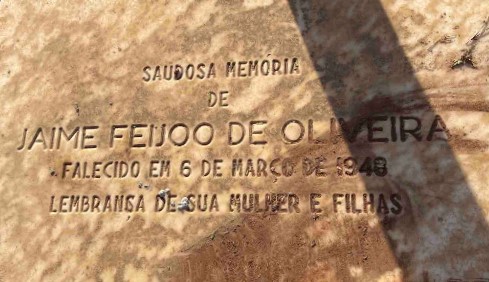 SAUDOSA MEMÓRIA
DE
JAIME FEIJOO DE OLIVEIRA
FALECIDO EM 6 DE MARÇO DE 1948
LEMBRANSA DE SUA MULHER E FILHAS